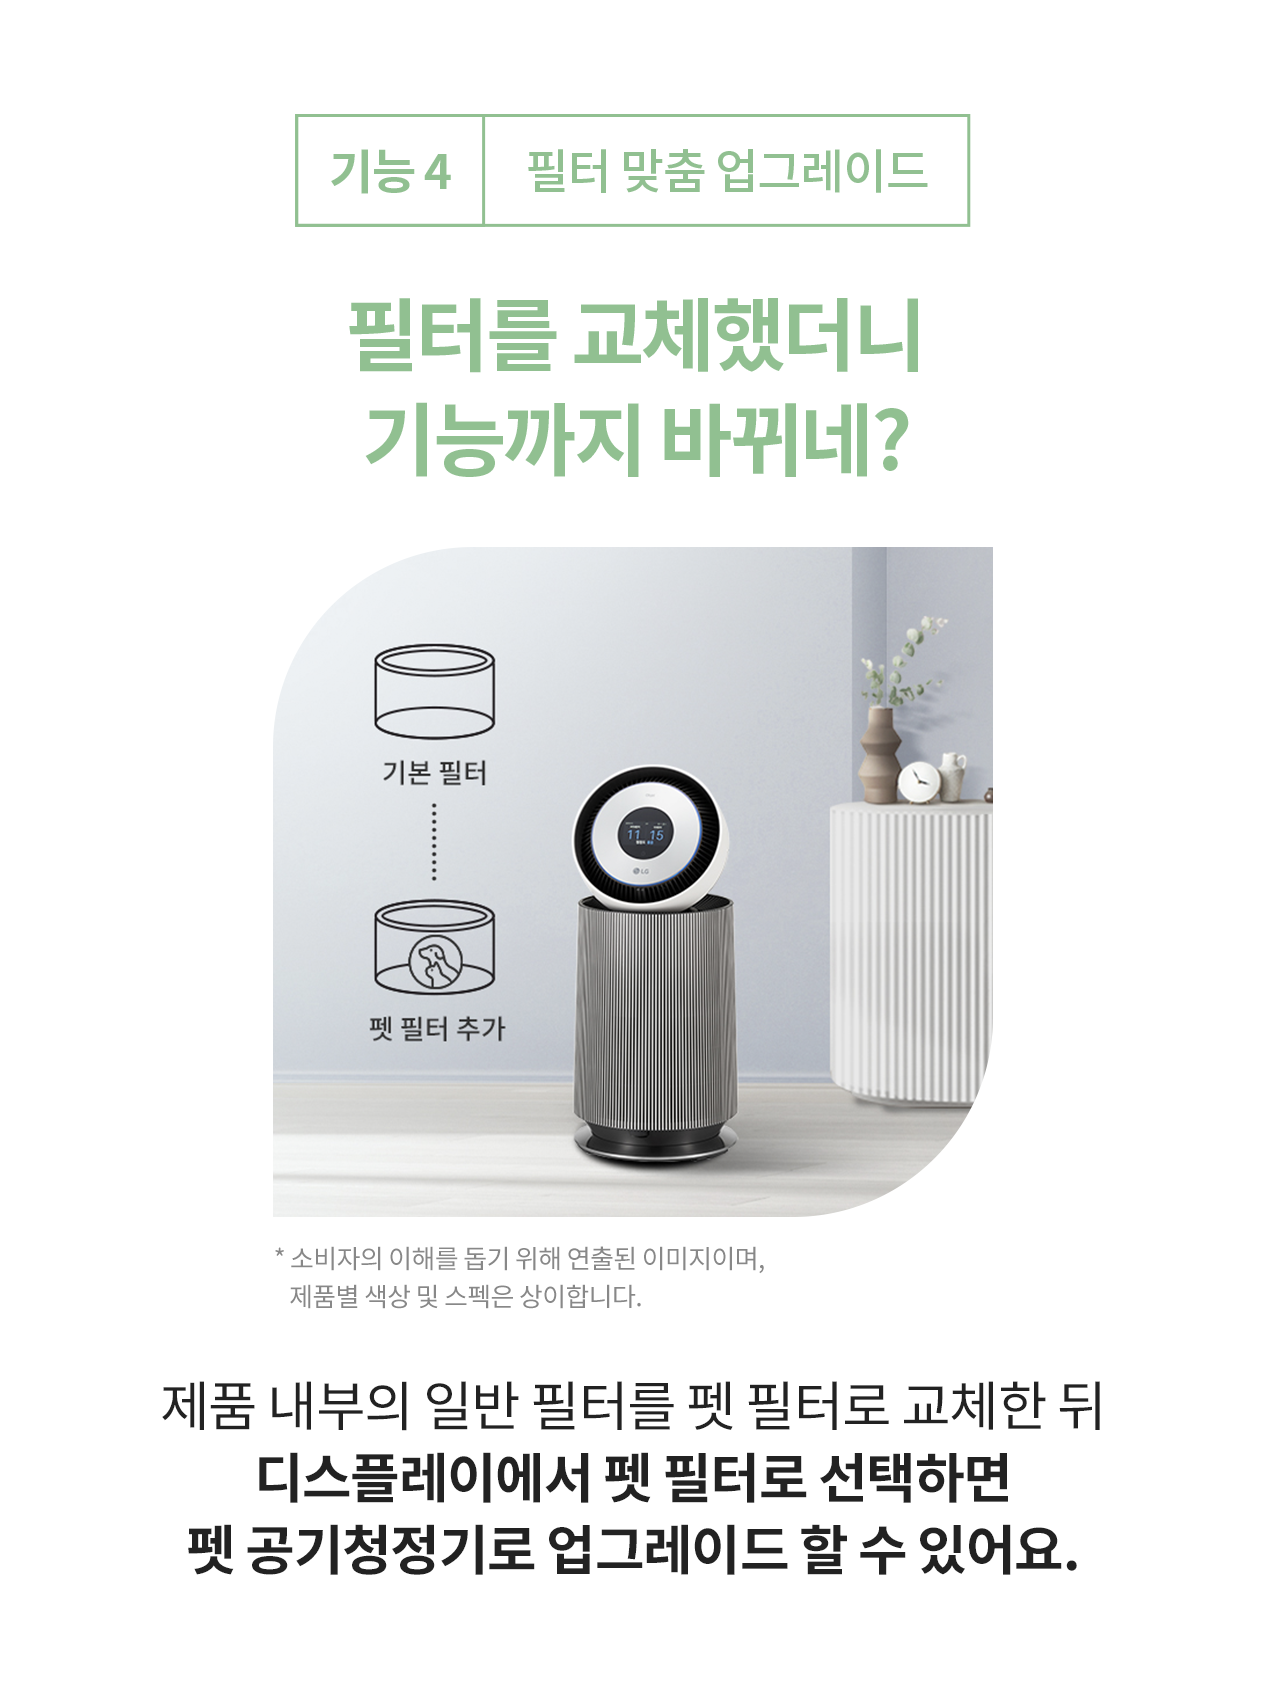 기능 4
필터 맞춤 업그레이드
필터를 교체했더니
기능까지 바뀌네?
기본 필터
펫 필터 추가
11 15
LG
* 소비자의 이해를 돕기 위해 연출된 이미지이며,
제품별 색상 및 스펙은 상이합니다.
제품 내부의 일반 필터를 펫 필터로 교체한 뒤
디스플레이에서 펫 필터로 선택하면
펫 공기청정기로 업그레이드 할 수 있어요.